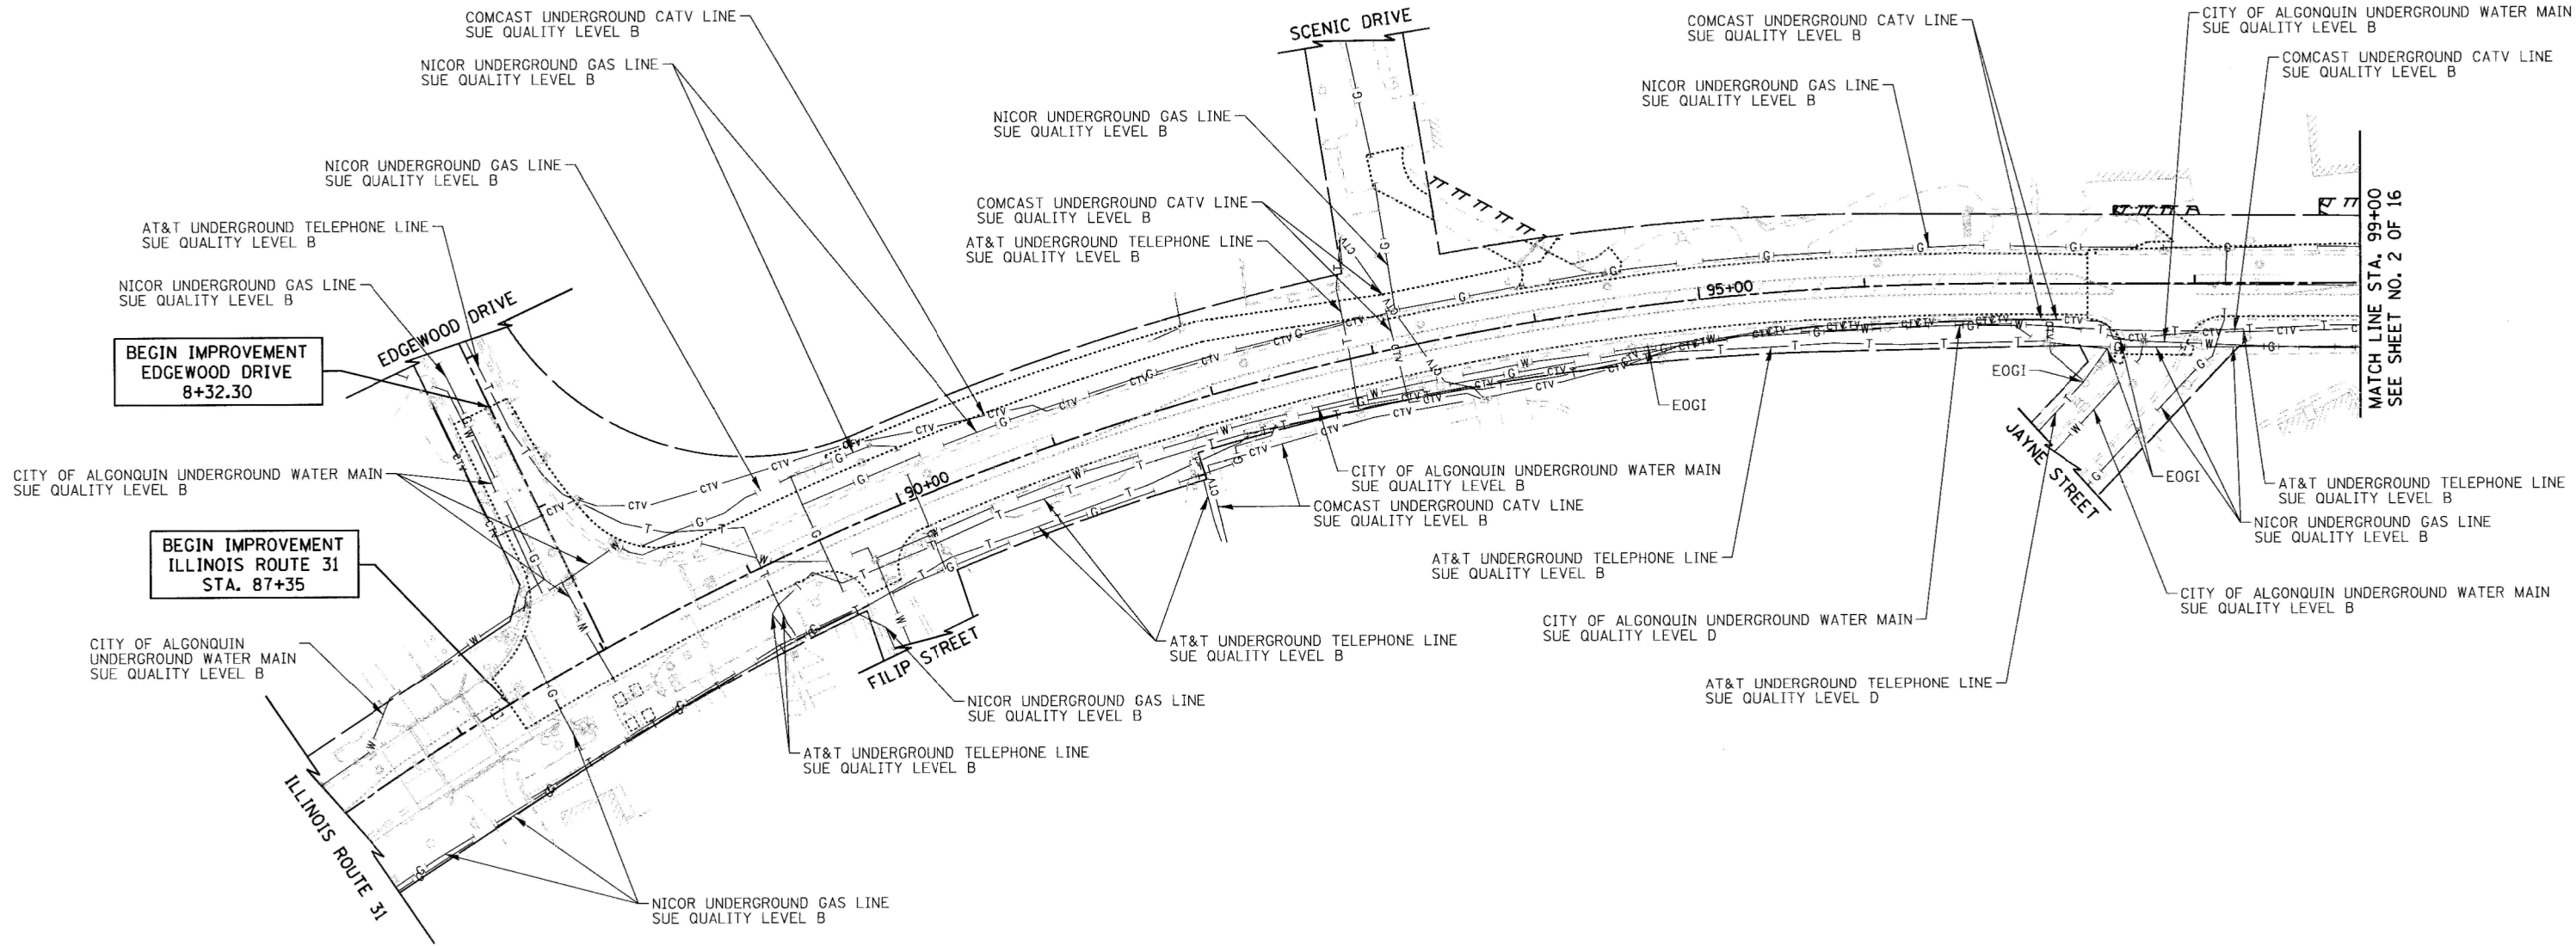 COMCAST UNDERGROUND CATV LINE
SUE QUALITY LEVEL B
NICOR UNDERGROUND GAS LINE
SUE QUALITY LEVEL B
NICOR UNDERGROUND GAS LINE
SUE QUALITY LEVEL B
AT&T UNDERGROUND TELEPHONE LINE
SUE QUALITY LEVEL B
NICOR UNDERGROUND GAS LINE
SUE QUALITY LEVEL B
EDGEWOOD DRIVE
BEGIN IMPROVEMENT
EDGEWOOD DRIVE
8+32.30
CITY OF ALGONQUIN UNDERGROUND WATER MAIN
SUE QUALITY LEVEL B
BEGIN IMPROVEMENT
ILLINOIS ROUTE 31
STA. 87+35
CITY OF ALGONQUIN
UNDERGROUND WATER MAIN
SUE QUALITY LEVEL B
ILLINOIS ROUTE 31
NICOR UNDERGROUND GAS LINE
SUE QUALITY LEVEL B
AT&T UNDERGROUND TELEPHONE LINE
SUE QUALITY LEVEL B
NICOR UNDERGROUND GAS LINE
SUE QUALITY LEVEL B
FILIP STREET
90+00
AT&T UNDERGROUND TELEPHONE LINE
SUE QUALITY LEVEL B
SCENIC DRIVE
NICOR UNDERGROUND GAS LINE
SUE QUALITY LEVEL B
COMCAST UNDERGROUND CATV LINE
SUE QUALITY LEVEL B
AT&T UNDERGROUND TELEPHONE LINE
SUE QUALITY LEVEL B
CITY OF ALGONQUIN UNDERGROUND WATER MAIN
SUE QUALITY LEVEL B
COMCAST UNDERGROUND CATV LINE
SUE QUALITY LEVEL B
AT&T UNDERGROUND TELEPHONE LINE
SUE QUALITY LEVEL B
CITY OF ALGONQUIN UNDERGROUND WATER MAIN
SUE QUALITY LEVEL D
AT&T UNDERGROUND TELEPHONE LINE
SUE QUALITY LEVEL D
EOGI
95+00
COMCAST UNDERGROUND CATV LINE
SUE QUALITY LEVEL B
NICOR UNDERGROUND GAS LINE
SUE QUALITY LEVEL B
CITY OF ALGONQUIN UNDERGROUND WATER MAIN
SUE QUALITY LEVEL B
COMCAST UNDERGROUND CATV LINE
SUE QUALITY LEVEL B
MATCH LINE STA. 99+00
SEE SHEET NO. 2 OF 16
EOGI
JAYNE STREET
EOGI
AT&T UNDERGROUND TELEPHONE LINE
SUE QUALITY LEVEL B
NICOR UNDERGROUND GAS LINE
SUE QUALITY LEVEL B
CITY OF ALGONQUIN UNDERGROUND WATER MAIN
SUE QUALITY LEVEL B